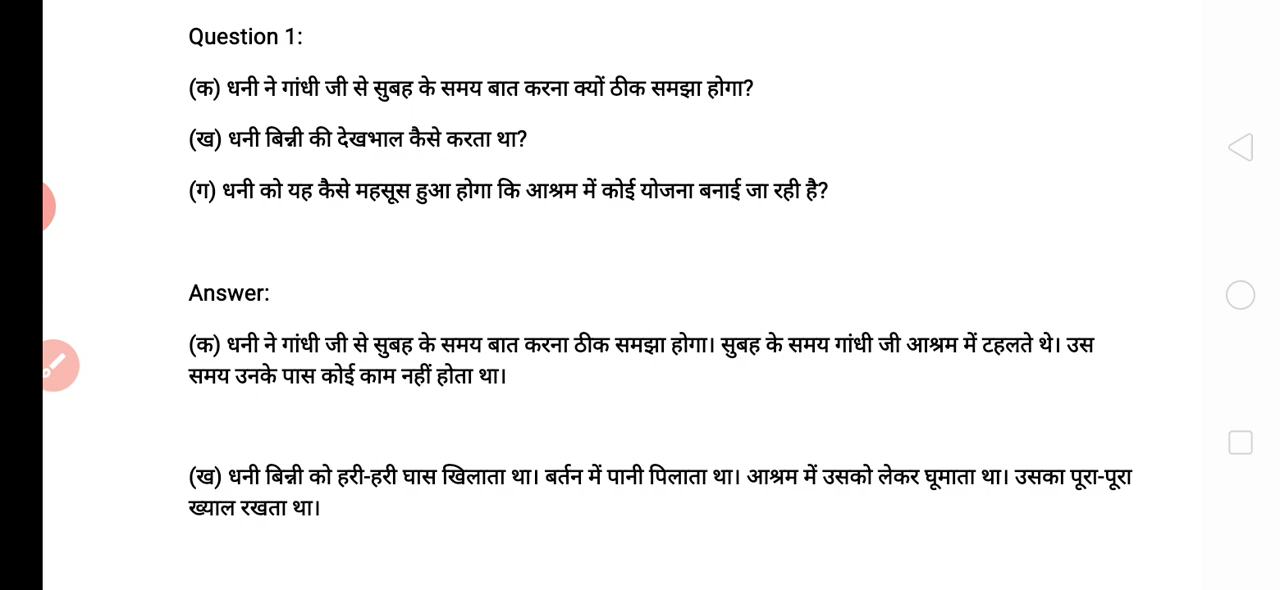 Question 1:
(क) धनी ने गांधी जी से सुबह के समय बात करना क्यों ठीक समझा होगा?
(ख) धनी बिन्नी की देखभाल कैसे करता था?
(ग) धनी को यह कैसे महसूस हुआ होगा कि आश्रम में कोई योजना बनाई जा रही है?
Answer:
(क) धनी ने गांधी जी से सुबह के समय बात करना ठीक समझा होगा। सुबह के समय गांधी जी आश्रम में टहलते थे। उस
समय उनके पास कोई काम नहीं होता था।
(ख) धनी बिन्नी को हरी-हरी घास खिलाता था। बर्तन में पानी पिलाता था। आश्रम में उसको लेकर घूमाता था। उसका पूरा-पूरा
ख्याल रखता था।